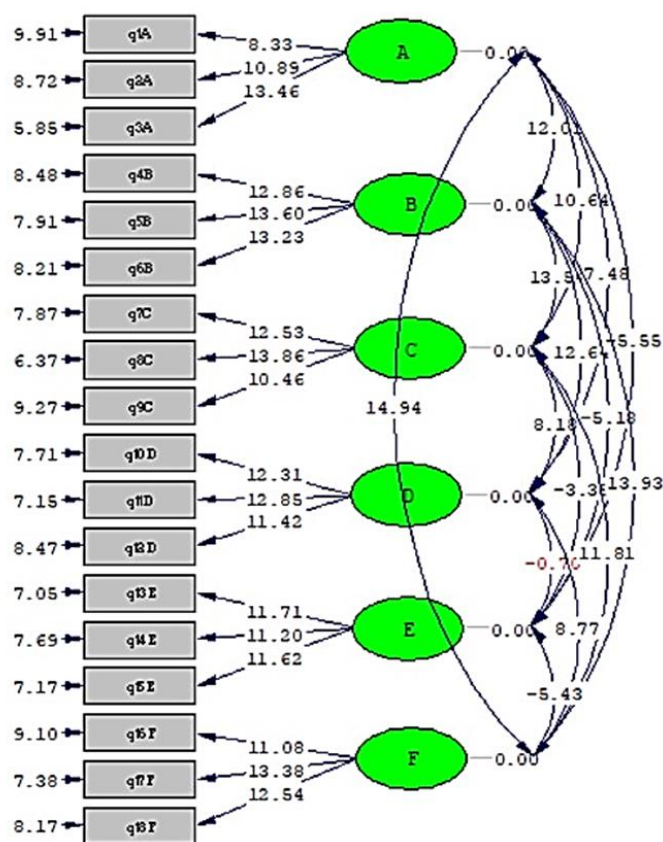 9.91 q1A 8.33 A 0.00
8.72 q2A 10.89
5.85 q3A 13.46
12.01
8.48 q4B 12.86
7.91 q5B 13.60 B 0.00 10.64
8.21 q6B 13.23
7.48
7.87 q7C 12.53
6.37 q8C 13.86 C 0.00 12.64 -5.55
9.27 q9C 10.46
14.94 8.18 -5.18
7.71 q10D 12.31
7.15 q11D 12.85 D 0.00 13.93
8.47 q12D 11.42
11.81
7.05 q13E 11.71
7.69 q14E 11.20 E 0.00 8.77
7.17 q15E 11.62
-5.43
9.10 q16F 11.08
7.38 q17F 13.38 F 0.00
8.17 q18F 12.54